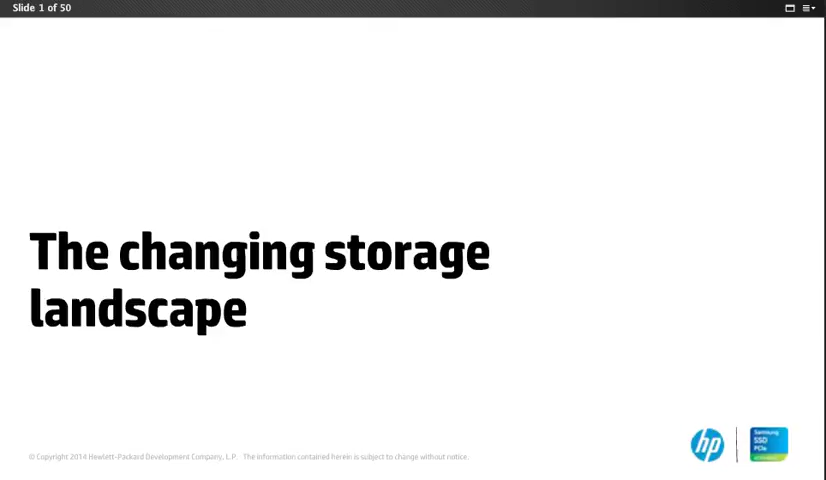 Slide 1 of 50
The changing storage
landscape
© Copyright 2014 Hewlett-Packard Development Company, L.P. The information contained herein is subject to change without notice.
hp
Samsung
SSD
PCIe